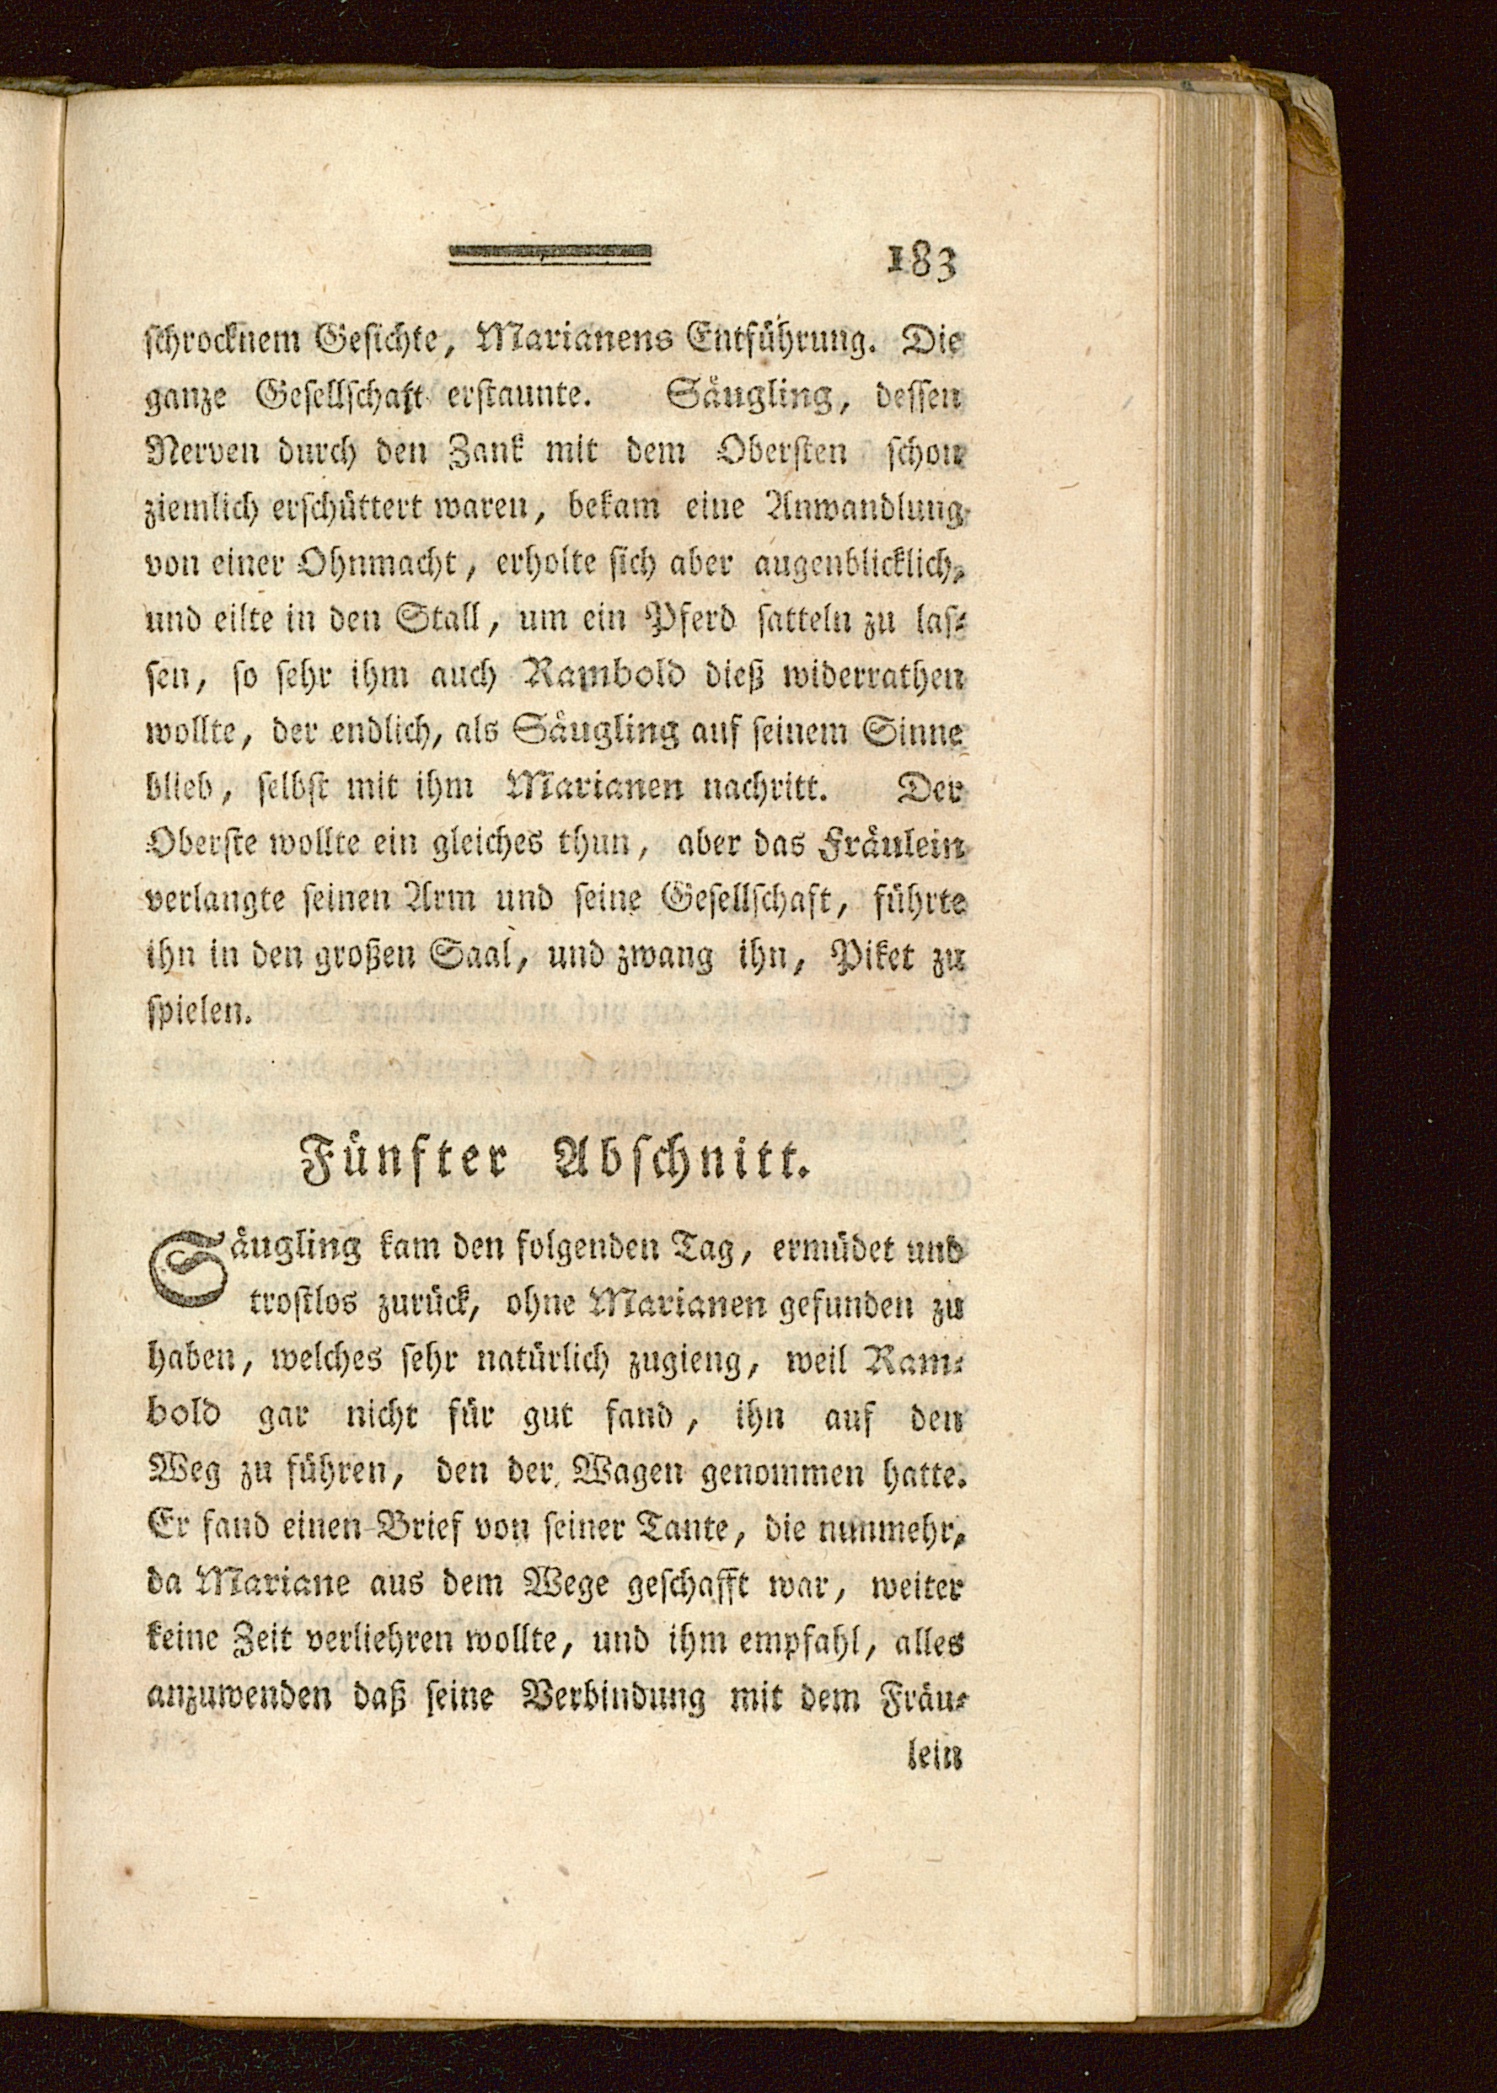 183
ſchrocknem Geſichte, Marianens Entführung. Die
ganze Geſellſchaft erſtaunte. Säugling, deſſen
Nerven durch den Zank mit dem Oberſten ſchon
ziemlich erſchüttert waren, bekam eine Anwandlung
von einer Ohnmacht, erholte ſich aber augenblicklich,
und eilte in den Stall, um ein Pferd ſatteln zu laſ⸗
ſen, ſo ſehr ihm auch Rambold dieß widerrathen
wollte, der endlich, als Säugling auf ſeinem Sinne
blieb, ſelbſt mit ihm Marianen nachritt. Der
Oberſte wollte ein gleiches thun, aber das Fräulein
verlangte ſeinen Arm und ſeine Geſellſchaft, führte
ihn in den großen Saal, und zwang ihn, Piket zu
ſpielen.
Fünfter Abſchnitt.
Säugling kam den folgenden Tag, ermüdet und
troſtlos zurück, ohne Marianen gefunden zu
haben, welches ſehr natürlich zugieng, weil Ram⸗
bold gar nicht für gut fand, ihn auf den
Weg zu führen, den der Wagen genommen hatte.
Er fand einen Brief von ſeiner Tante, die nunmehr,
da Mariane aus dem Wege geſchafft war, weiter
keine Zeit verliehren wollte, und ihm empfahl, alles
anzuwenden daß ſeine Verbindung mit dem Fräu⸗
lein